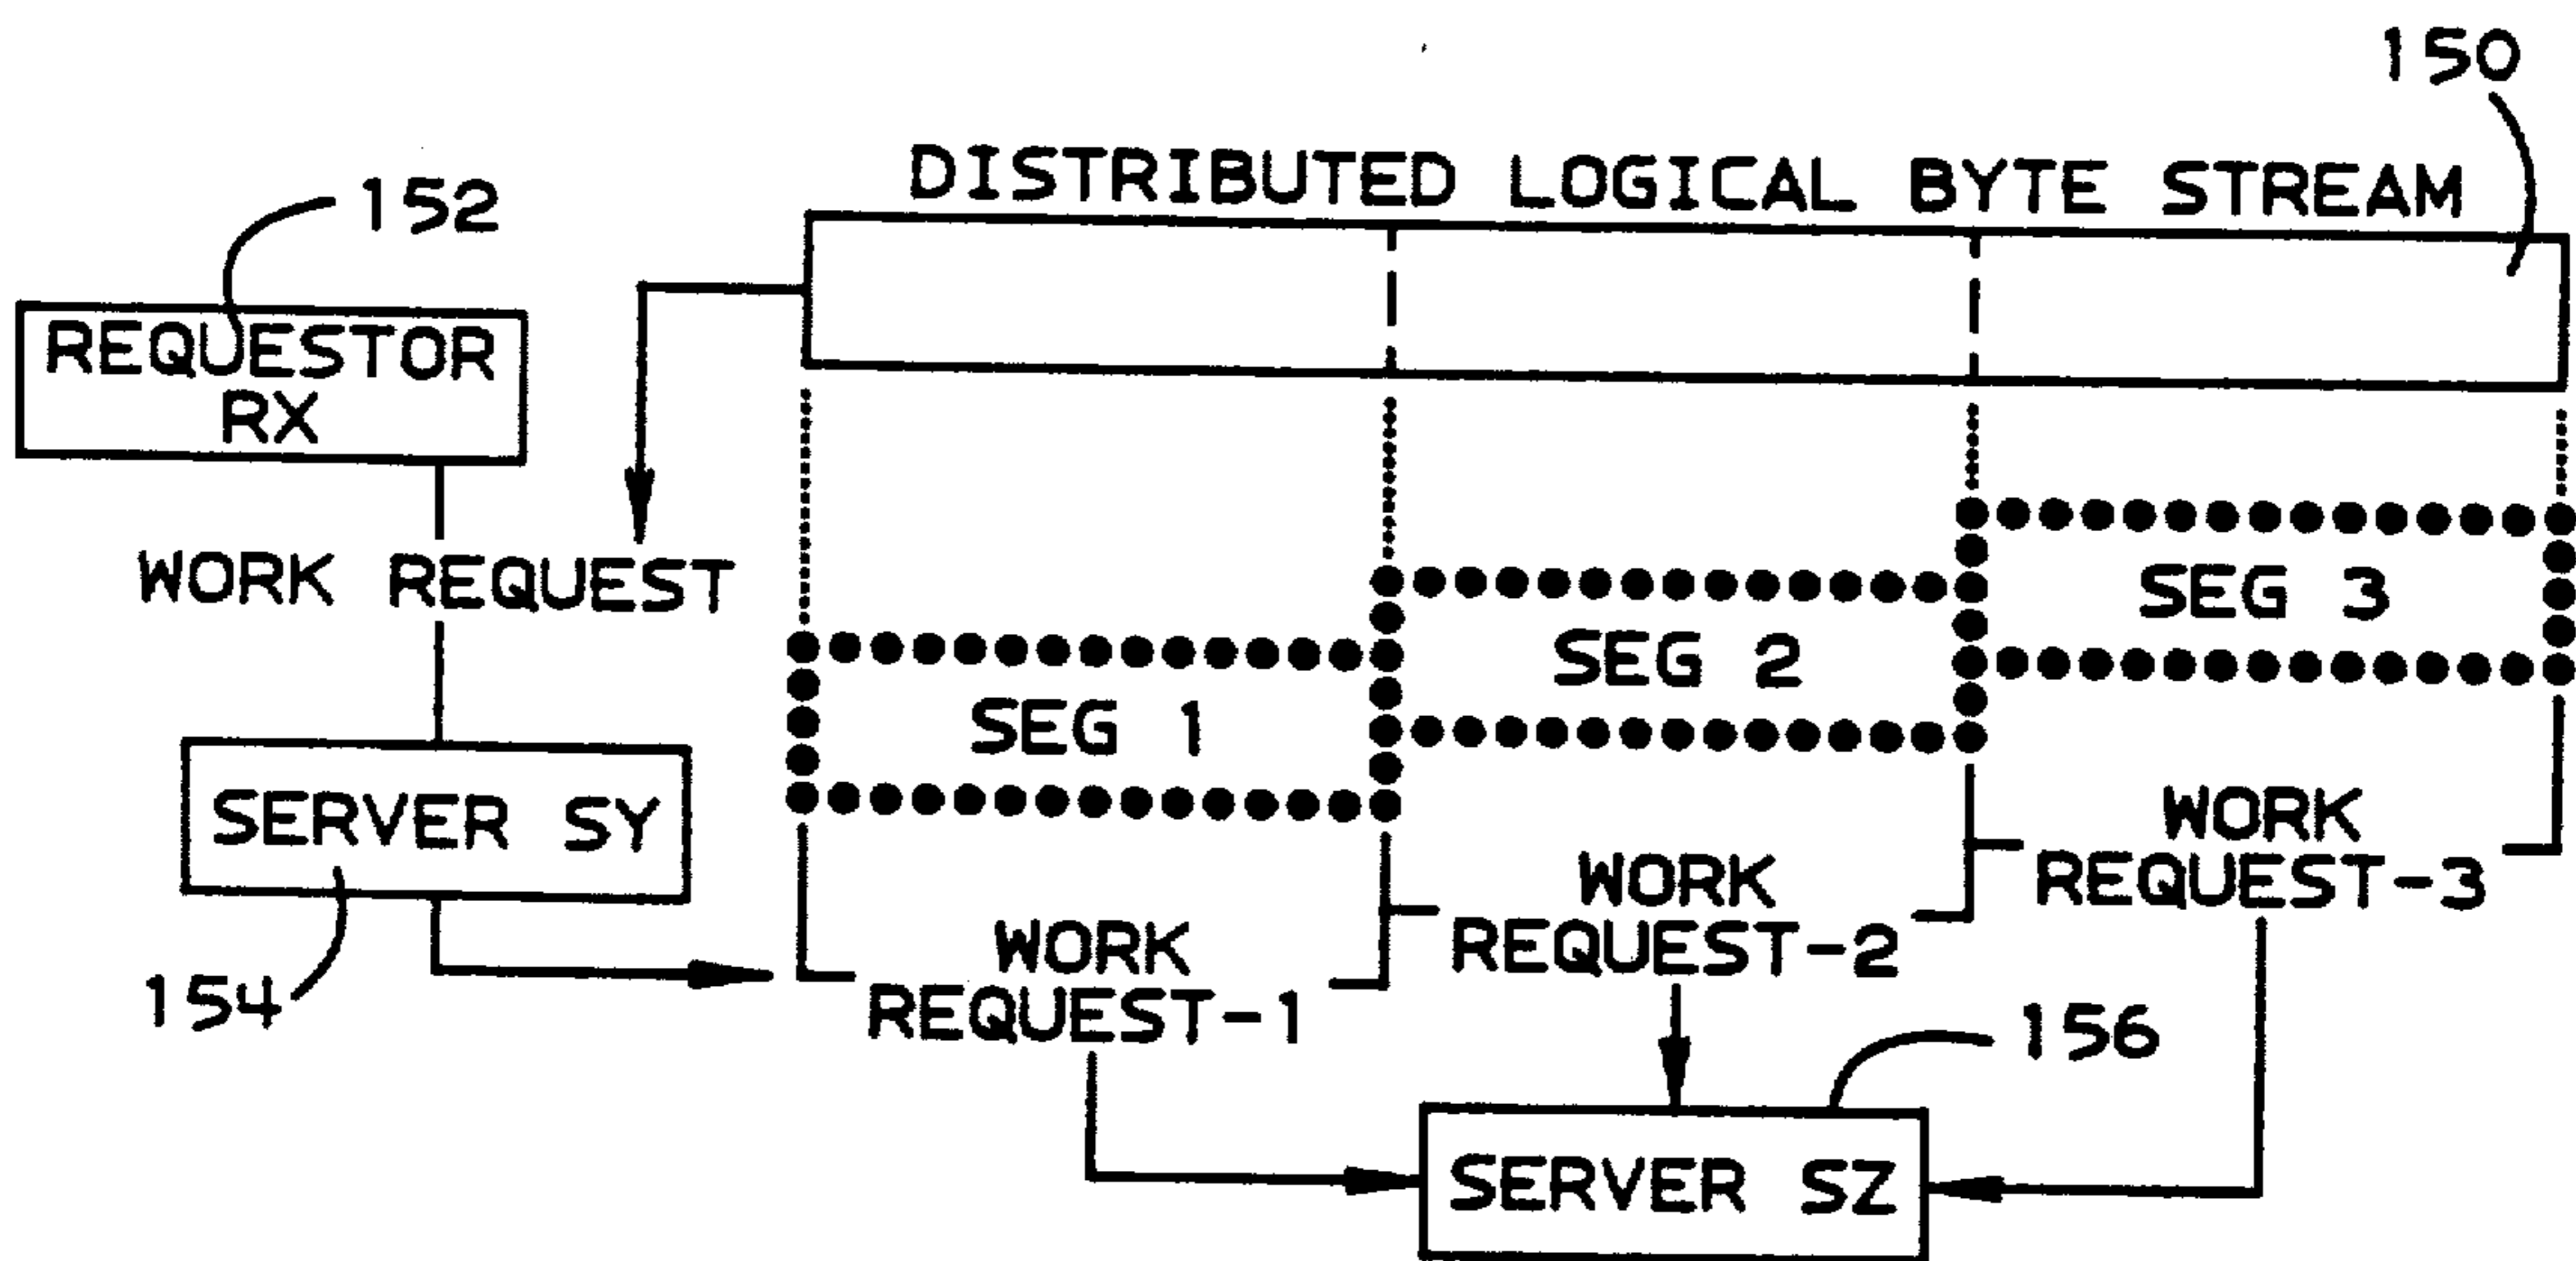 150
DISTRIBUTED LOGICAL BYTE STREAM
152
REQUESTOR
RX
WORK REQUEST
SEG 3
SEG 2
SEG 1
SERVER SY
154
WORK
REQUEST-3
WORK
REQUEST-2
WORK
REQUEST-1
156
SERVER SZ